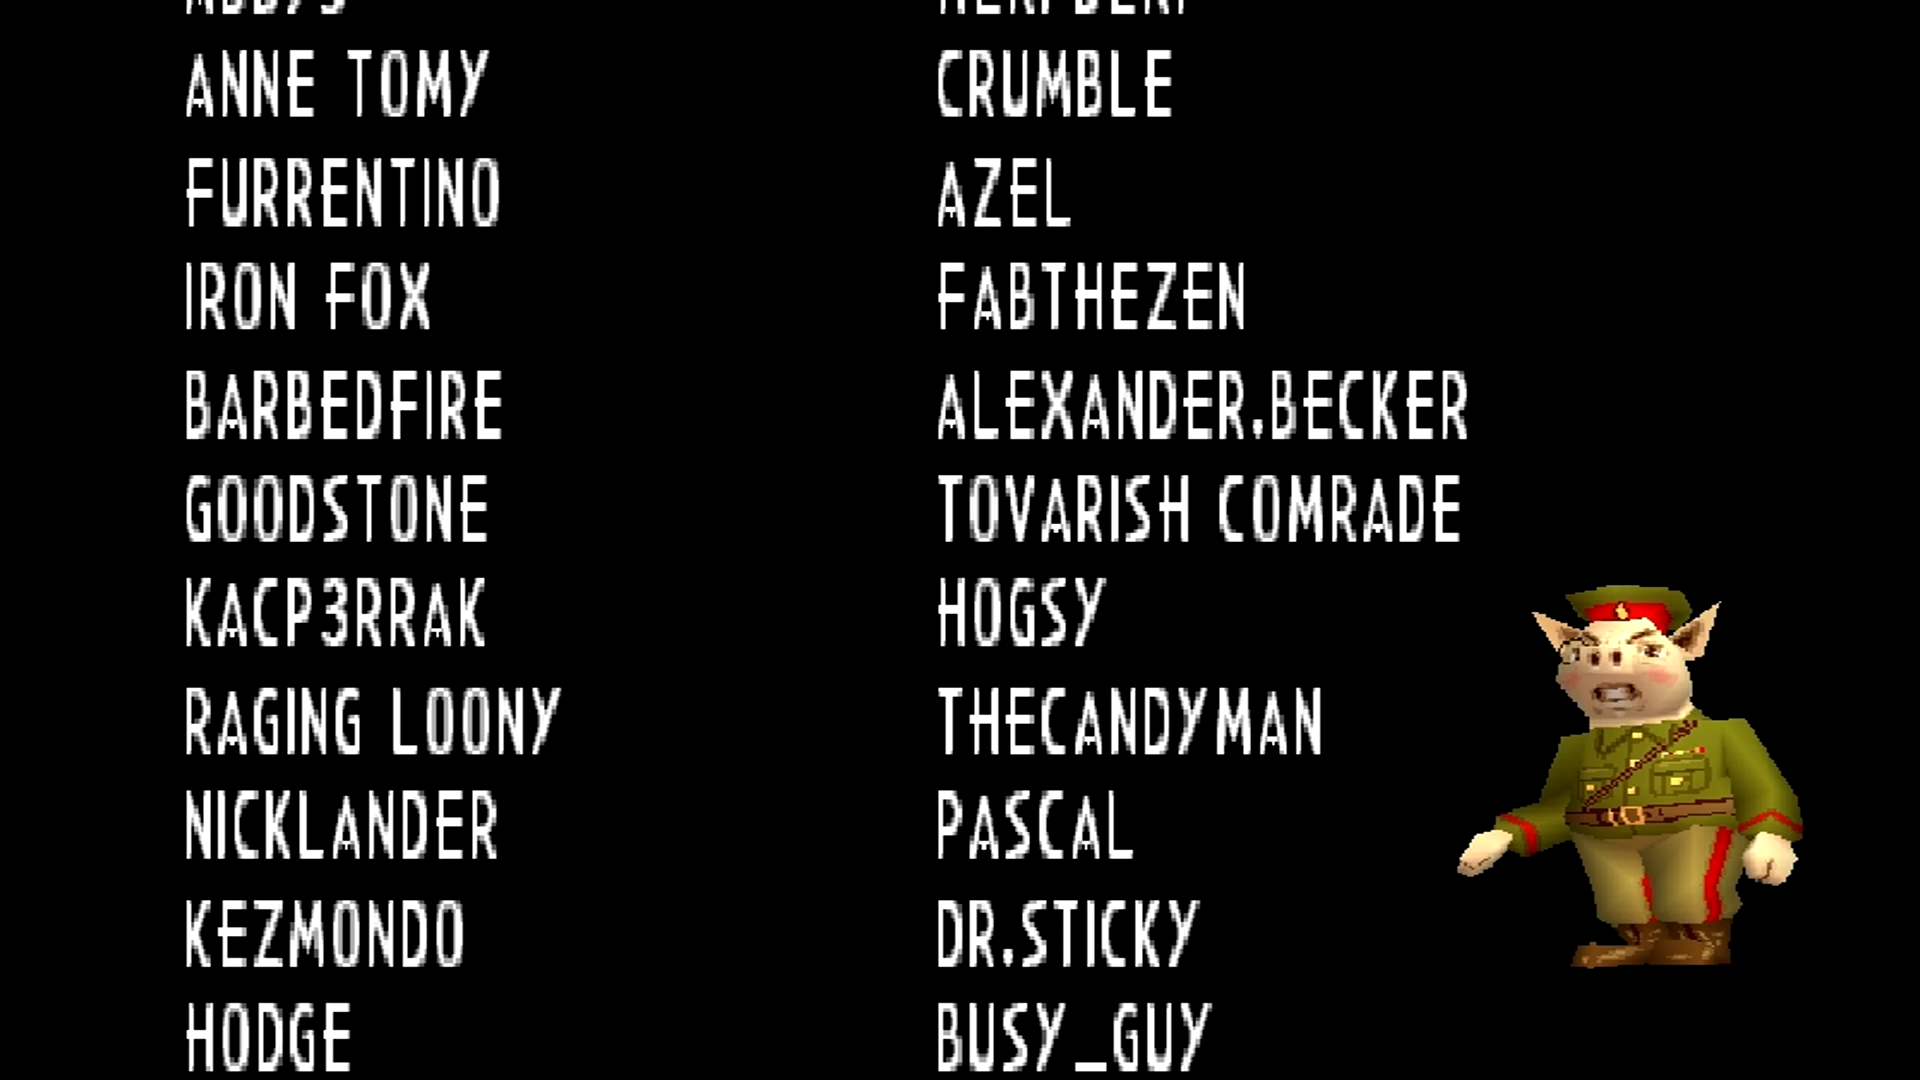 ANNE TOMY
CRUMBLE
FURRENTINO
AZEL
IRON FOX
FABTHEZEN
BARBEDFIRE
ALEXANDER.BECKER
GOODSTONE
TOVARISH COMRADE
KACP3RRAK
HOGSY
RAGING LOONY
THECANDYMAN
NICKLANDER
PASCAL
KEZMONDO
DR.STICKY
HODGE
BUSY_GUY